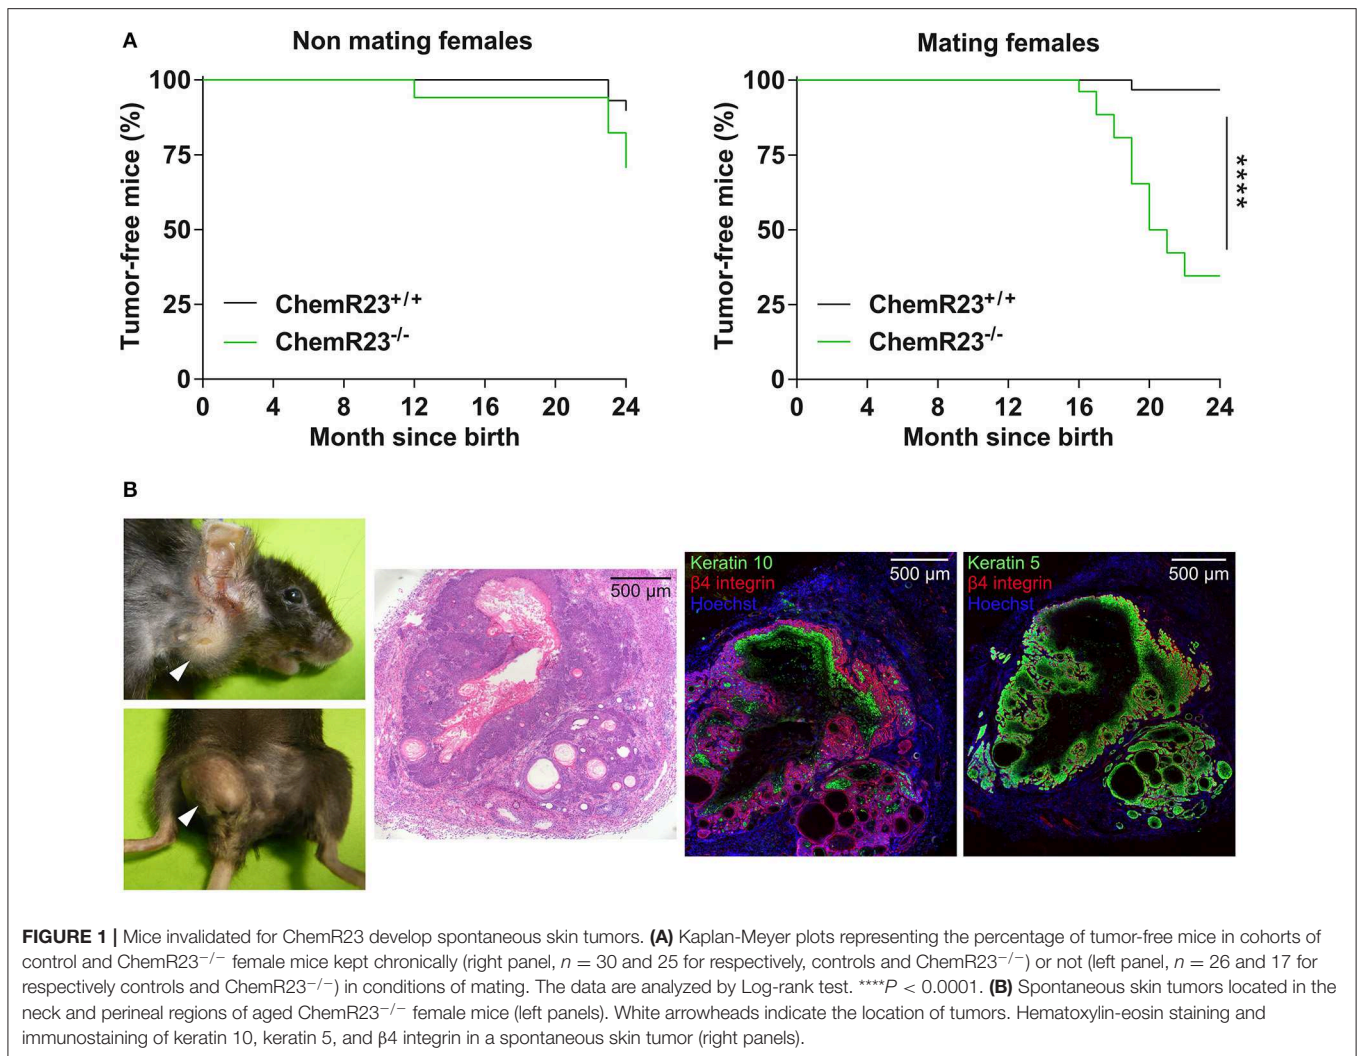 A
Non mating females
Mating females
Tumor-free mice (%)
100
75
50
25
0
ChemR23+/+
ChemR23-/-
0 4 8 12 16 20 24
Month since birth
Tumor-free mice (%)
100
75
50
25
0
ChemR23+/+
ChemR23-/-
****
0 4 8 12 16 20 24
Month since birth
B
500 µm
Keratin 10
β4 integrin
Hoechst
500 µm
Keratin 5
β4 integrin
Hoechst
500 µm
FIGURE 1 | Mice invalidated for ChemR23 develop spontaneous skin tumors. (A) Kaplan-Meyer plots representing the percentage of tumor-free mice in cohorts of
control and ChemR23−/− female mice kept chronically (right panel, n = 30 and 25 for respectively, controls and ChemR23−/−) or not (left panel, n = 26 and 17 for
respectively controls and ChemR23−/−) in conditions of mating. The data are analyzed by Log-rank test. ****P < 0.0001. (B) Spontaneous skin tumors located in the
neck and perineal regions of aged ChemR23−/− female mice (left panels). White arrowheads indicate the location of tumors. Hematoxylin-eosin staining and
immunostaining of keratin 10, keratin 5, and β4 integrin in a spontaneous skin tumor (right panels).